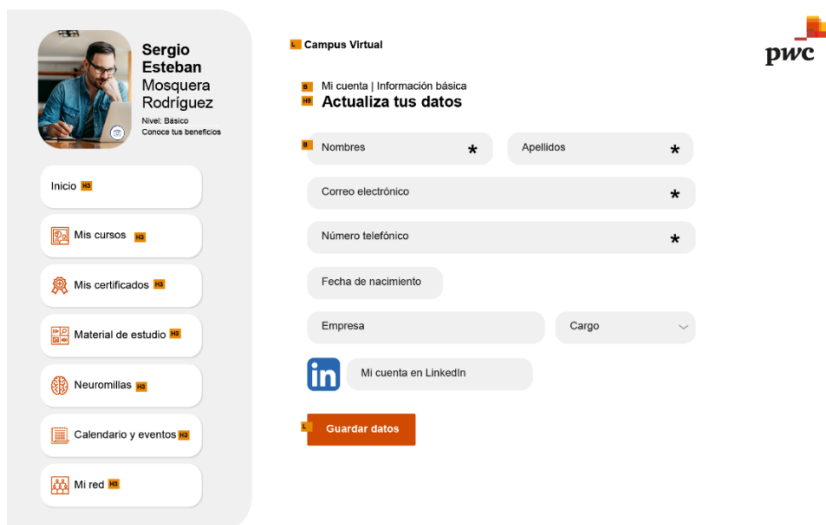 Sergio
Esteban
Mosquera
Rodríguez
Nivel: Básico
Conoce tus beneficios
Inicio H3
Mis cursos H3
Mis certificados H3
Material de estudio H3
Neuromillas H3
Calendario y eventos H3
Mi red H3
L Campus Virtual
pwc
B Mi cuenta | Información básica
H5 Actualiza tus datos
B Nombres * Apellidos *
Correo electrónico *
Número telefónico *
Fecha de nacimiento
Empresa Cargo
in Mi cuenta en LinkedIn
L Guardar datos